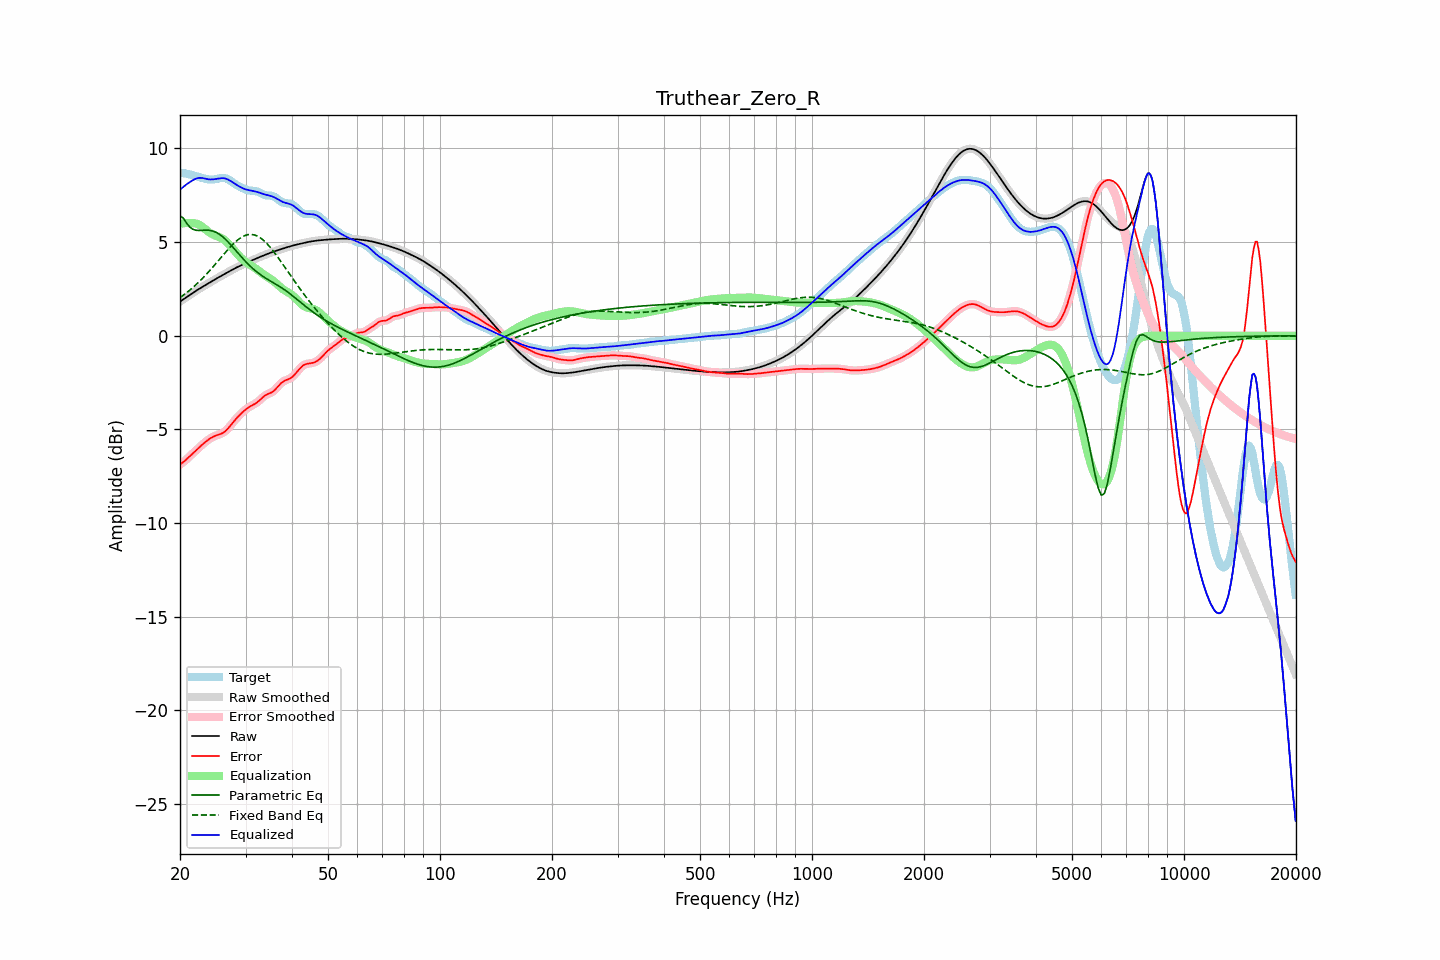 Truthear_Zero_R
Amplitude (dBr)
10
5
0
−5
−10
−15
−20
−25
Target
Raw Smoothed
Error Smoothed
Raw
Error
Equalization
Parametric Eq
Fixed Band Eq
Equalized
20 50 100 200 500 1000 2000 5000 10000 20000
Frequency (Hz)